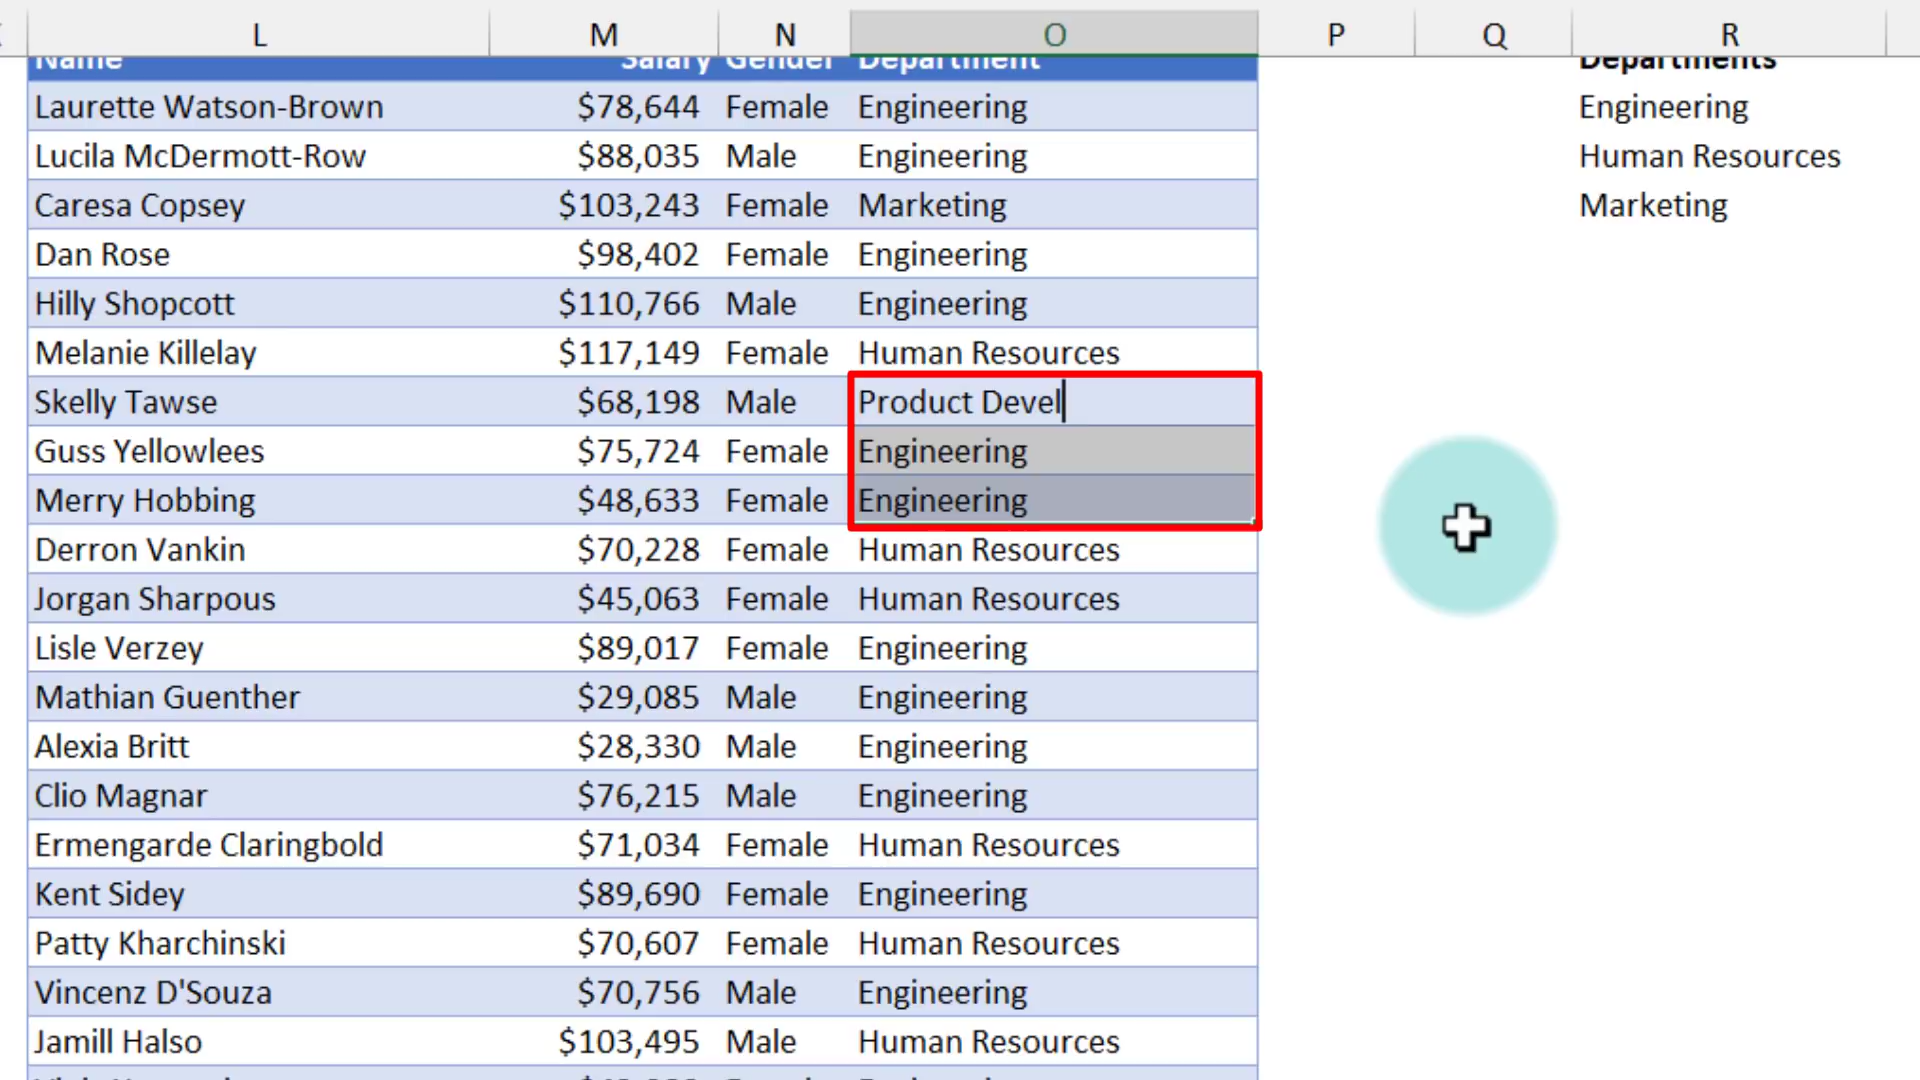 L M N O P Q R
Name Salary Gender Department Departments
Laurette Watson-Brown $78,644 Female Engineering Engineering
Lucila McDermott-Row $88,035 Male Engineering Human Resources
Caresa Copsey $103,243 Female Marketing Marketing
Dan Rose $98,402 Female Engineering
Hilly Shopcott $110,766 Male Engineering
Melanie Killelay $117,149 Female Human Resources
Skelly Tawse $68,198 Male Product Devel
Guss Yellowlees $75,724 Female Engineering
Merry Hobbing $48,633 Female Engineering
Derron Vankin $70,228 Female Human Resources
Jorgan Sharpous $45,063 Female Human Resources
Lisle Verzey $89,017 Female Engineering
Mathian Guenther $29,085 Male Engineering
Alexia Britt $28,330 Male Engineering
Clio Magnar $76,215 Male Engineering
Ermengarde Claringbold $71,034 Female Human Resources
Kent Sidey $89,690 Female Engineering
Patty Kharchinski $70,607 Female Human Resources
Vincenz D'Souza $70,756 Male Engineering
Jamill Halso $103,495 Male Human Resources